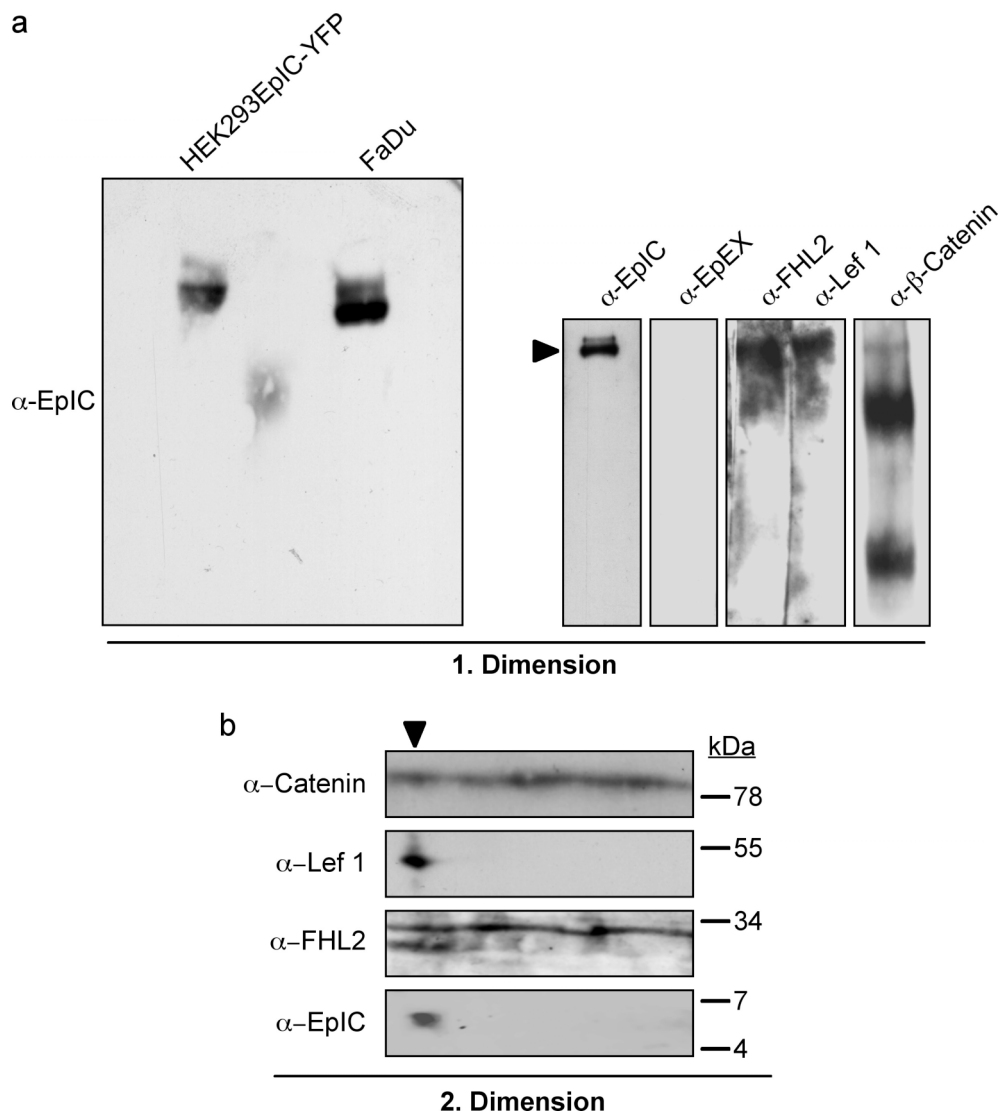 a
HEK293EpIC-YFP
FaDu
α-EpIC
α-EpIC
α-EpEX
α-FHL2
α-Lef 1
α-β-Catenin
1. Dimension
b
kDa
α–Catenin
78
α–Lef 1
55
α–FHL2
34
α–EpIC
7
4
2. Dimension